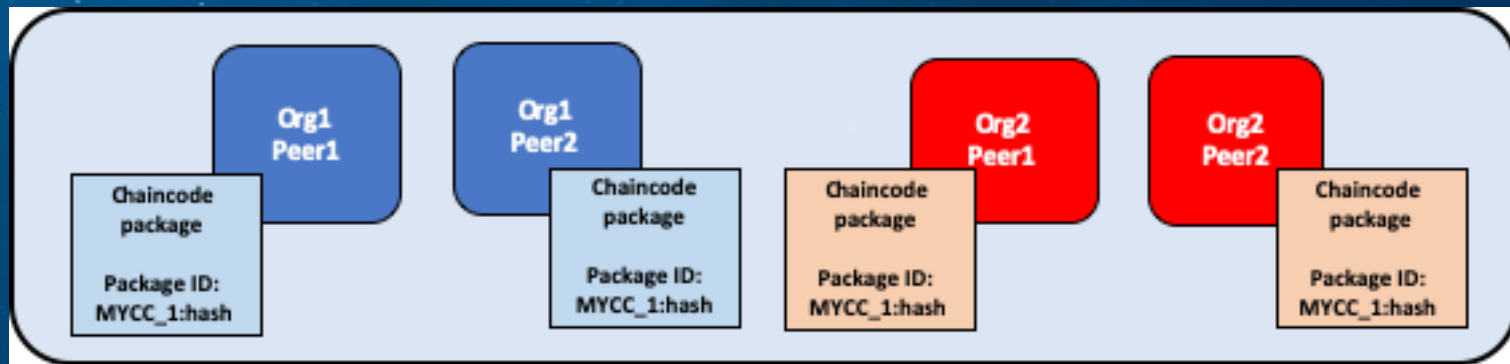 Org1
Peer1
Chaincode
package
Package ID:
MYCC_1:hash
Org1
Peer2
Chaincode
package
Package ID:
MYCC_1:hash
Org2
Peer1
Chaincode
package
Package ID:
MYCC_1:hash
Org2
Peer2
Chaincode
package
Package ID:
MYCC_1:hash